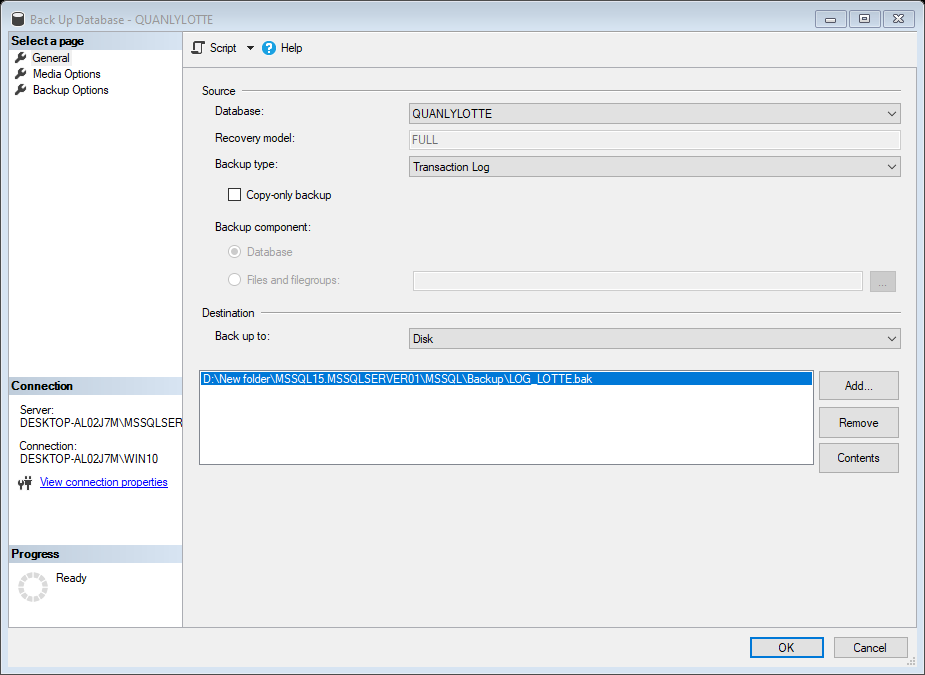 Back Up Database - QUANLYLOTTE
Select a page
General
Media Options
Backup Options
Script
Help
Source
Database:
QUANLYLOTTE
Recovery model:
FULL
Backup type:
Transaction Log
Copy-only backup
Backup component:
Database
Files and filegroups:
...
Destination
Back up to:
Disk
D:\New folder\MSSQL15.MSSQLSERVER01\MSSQL\Backup\LOG_LOTTE.bak
Add...
Remove
Contents
Connection
Server:
DESKTOP-AL02J7M\MSSQLSER
Connection:
DESKTOP-AL02J7M\WIN10
View connection properties
Progress
Ready
OK
Cancel